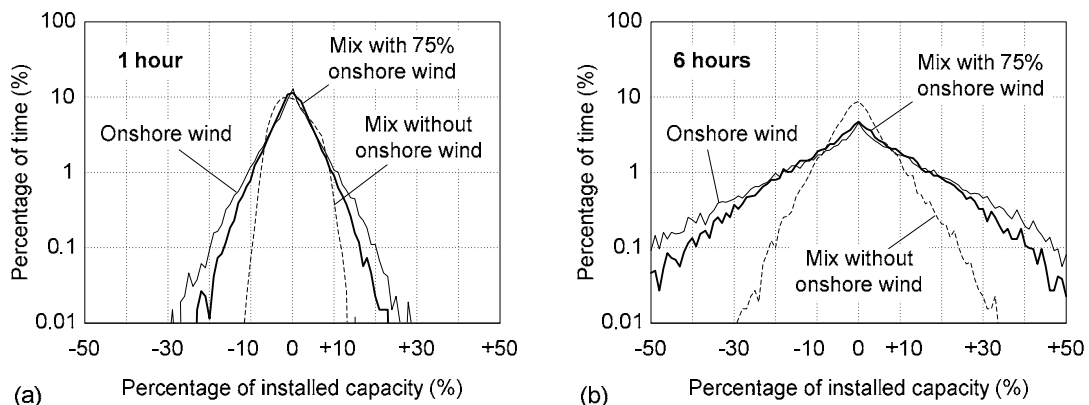 100
10
1
0.1
0.01
Percentage of time (%)
1 hour
Mix with 75%
onshore wind
Onshore wind
Mix without
onshore wind
-50
-30
-10
0
+10
+30
+50
(a)
Percentage of installed capacity (%)
100
10
1
0.1
0.01
Percentage of time (%)
6 hours
Mix with 75%
onshore wind
Onshore wind
Mix without
onshore wind
-50
-30
-10
0
+10
+30
+50
(b)
Percentage of installed capacity (%)